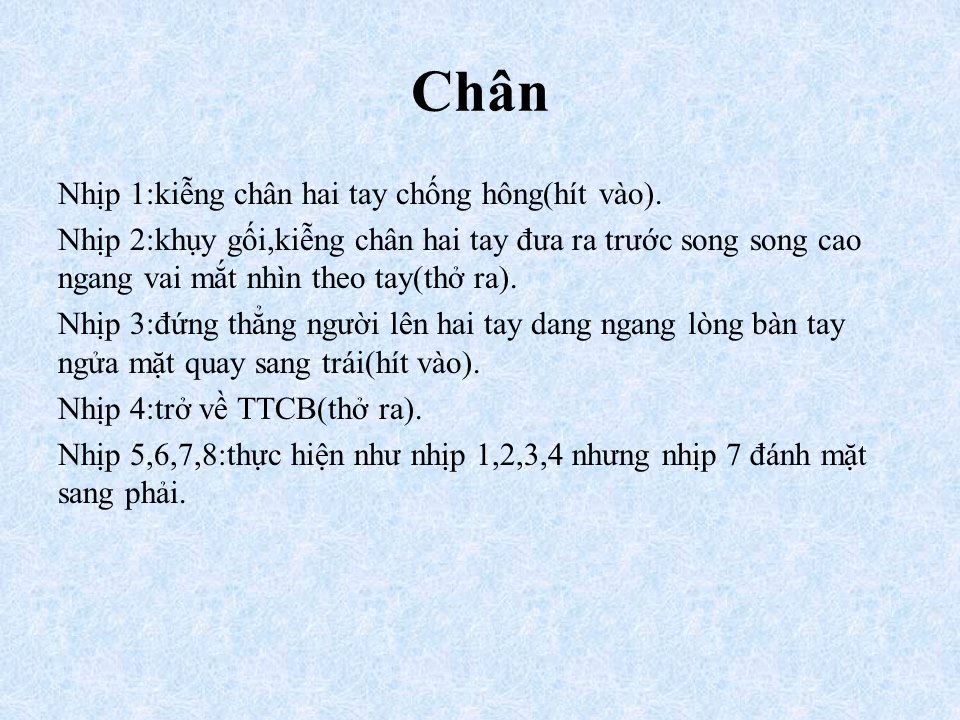 Chân
Nhịp 1:kiễng chân hai tay chống hông(hít vào).
Nhịp 2:khụy gối,kiễng chân hai tay đưa ra trước song song cao
ngang vai mắt nhìn theo tay(thở ra).
Nhịp 3:đứng thẳng người lên hai tay dang ngang lòng bàn tay
ngửa mặt quay sang trái(hít vào).
Nhịp 4:trở về TTCB(thở ra).
Nhịp 5,6,7,8:thực hiện như nhịp 1,2,3,4 nhưng nhịp 7 đánh mặt
sang phải.